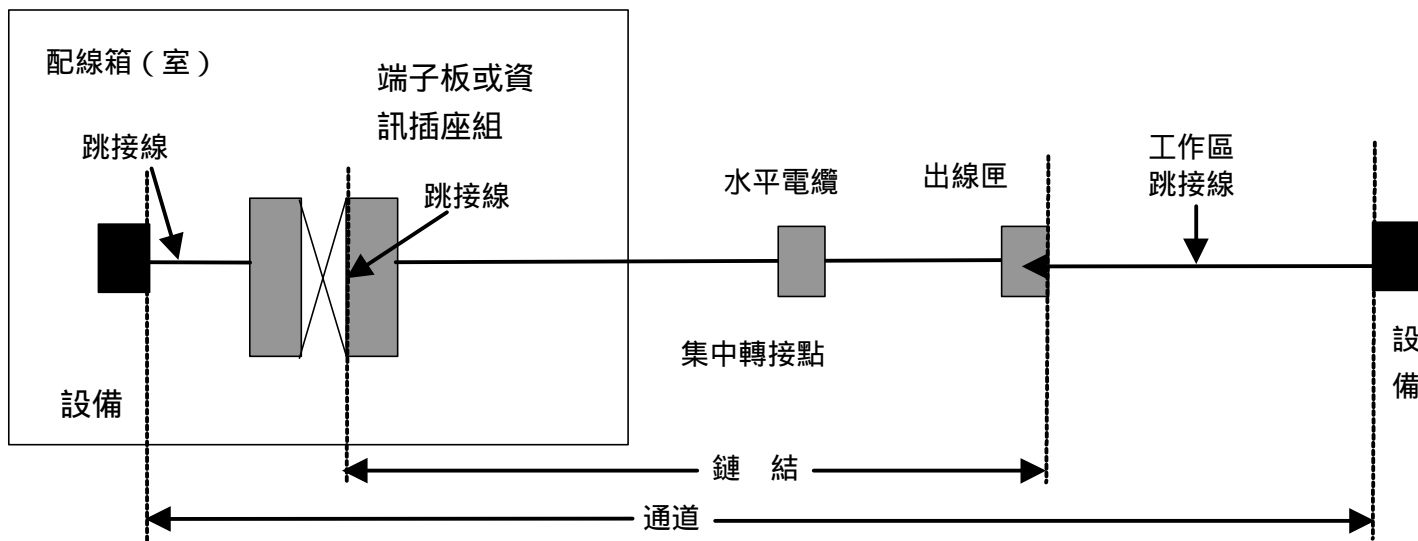 配線箱（室）
端子板或資
訊插座組
跳接線
跳接線
水平電纜
出線匣
工作區
跳接線
集中轉接點
設備
設
備
鏈 結
通道